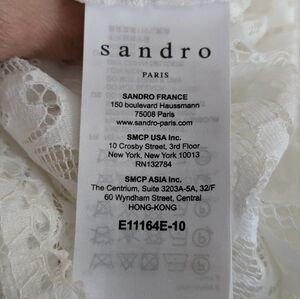 sandro
PARIS
SANDRO FRANCE
150 boulevard Haussmann
75008 Paris
www.sandro-paris.com
SMCP USA Inc.
10 Crosby Street, 3rd Floor
New York, New York 10013
RN132784
SMCP ASIA Inc.
The Centrium, Suite 3203A-5A, 32/F
60 Wyndham Street, Central
HONG-KONG
E11164E-10